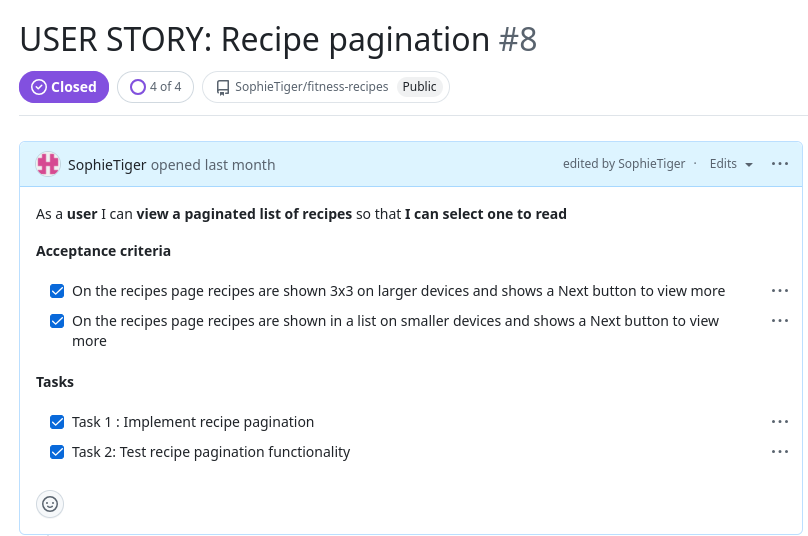 USER STORY: Recipe pagination #8
Closed 4 of 4 SophieTiger/fitness-recipes Public
SophieTiger opened last month edited by SophieTiger · Edits
As a user I can view a paginated list of recipes so that I can select one to read
Acceptance criteria
On the recipes page recipes are shown 3x3 on larger devices and shows a Next button to view more
On the recipes page recipes are shown in a list on smaller devices and shows a Next button to view
more
Tasks
Task 1 : Implement recipe pagination
Task 2: Test recipe pagination functionality